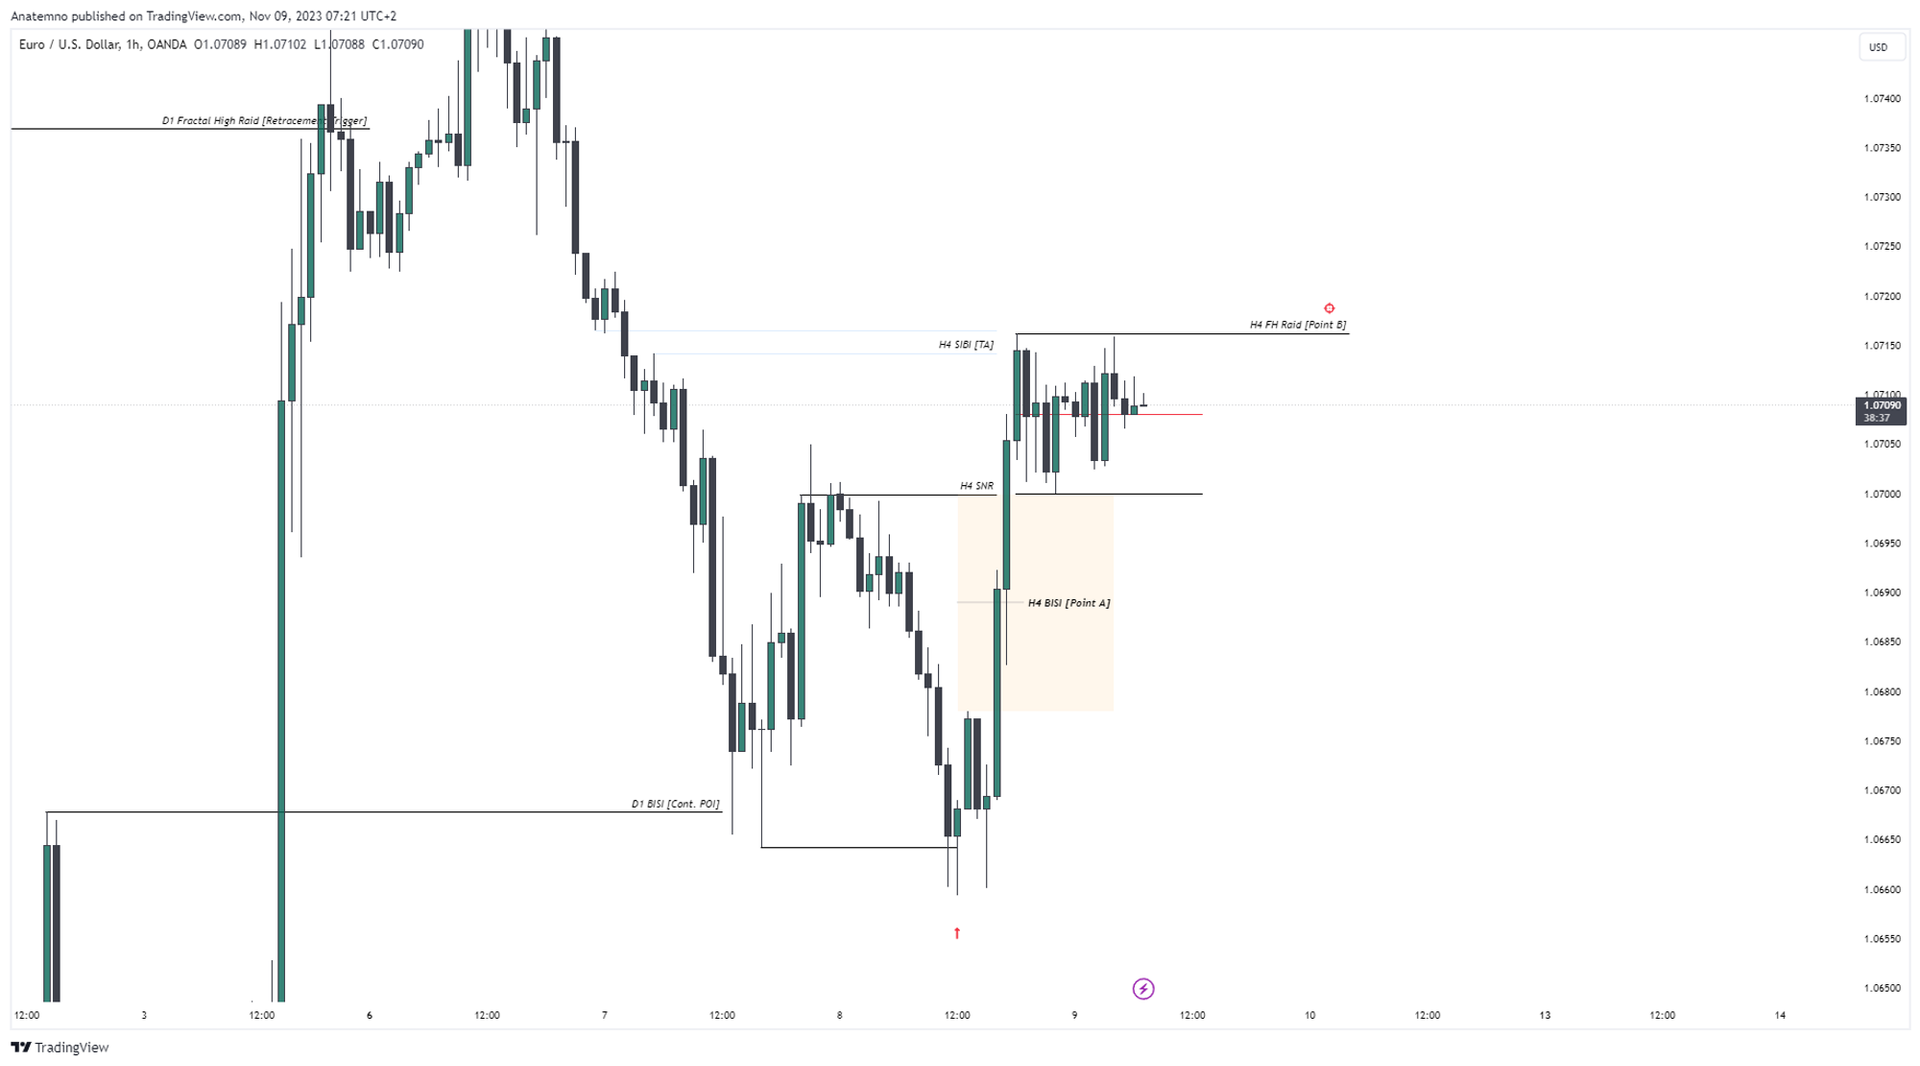 Anatemno published on TradingView.com, Nov 09, 2023 07:21 UTC+2
Euro / U.S. Dollar, 1h, OANDA O1.07089 H1.07102 L1.07088 C1.07090
USD
1.07400
D1 Fractal High Raid [Retracement Trigger]
1.07350
1.07300
1.07250
1.07200
H4 FH Raid [Point B]
H4 SIBI [TA]
1.07150
1.07100
1.07090
38:37
1.07050
H4 SNR
1.07000
1.06950
1.06900
H4 BISI [Point A]
1.06850
1.06800
1.06750
1.06700
D1 BISI [Cont. POI]
1.06650
1.06600
1.06550
1.06500
12:00 3 12:00 6 12:00 7 12:00 8 12:00 9 12:00 10 12:00 13 12:00 14
TradingView